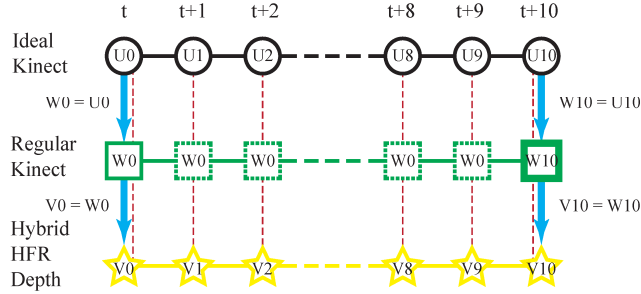 t t+1 t+2 t+8 t+9 t+10
Ideal
Kinect
U0 U1 U2 U8 U9 U10
W0 = U0 W10 = U10
Regular
Kinect
W0 W0 W0 W0 W0 W10
V0 = W0 V10 = W10
Hybrid
HFR
Depth
V0 V1 V2 V8 V9 V10